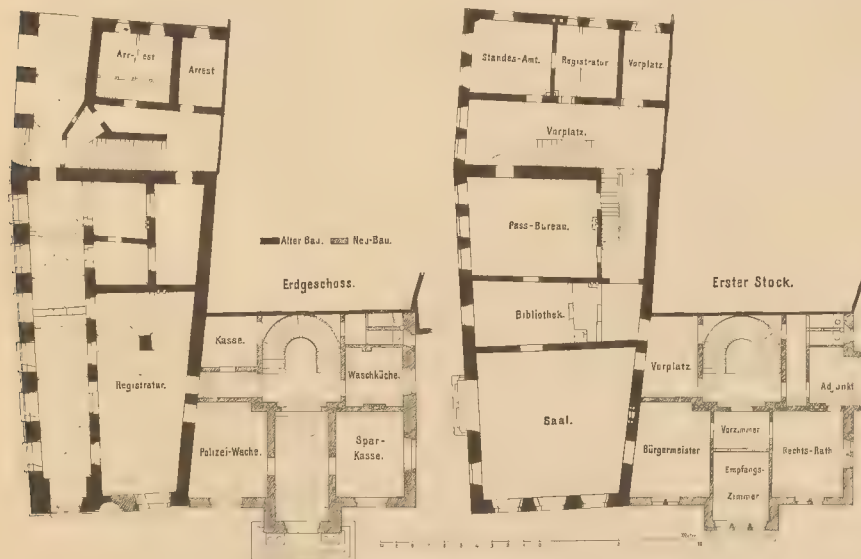 Arrest
Arrest
Alter Bau. Neu-Bau.
Erdgeschoss.
Kasse.
Waschküche.
Registratur.
Polizei-Wache.
Spar-
Kasse.
Standes-Amt.
Registratur
Vorplatz.
Vorplatz.
Pass-Bureau.
Erster Stock.
Bibliothek.
Vorplatz
Adjunkt
Saal.
Bürgermeister
Vorzimmer
Rechts-Rath
Empfangs-
Zimmer